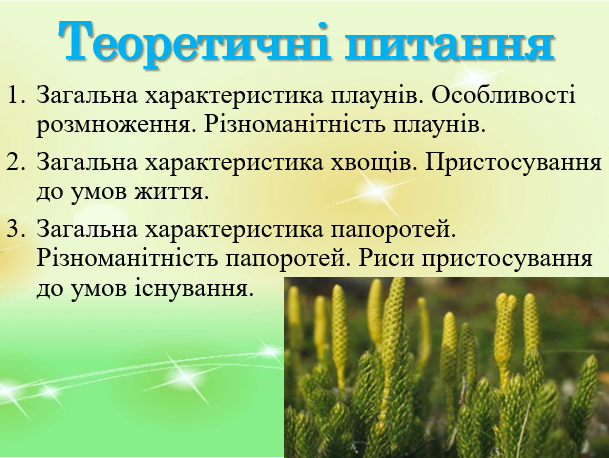 Теоретичні питання
1. Загальна характеристика плаунів. Особливості
розмноження. Різноманітність плаунів.
2. Загальна характеристика хвощів. Пристосування
до умов життя.
3. Загальна характеристика папоротей.
Різноманітність папоротей. Риси пристосування
до умов існування.